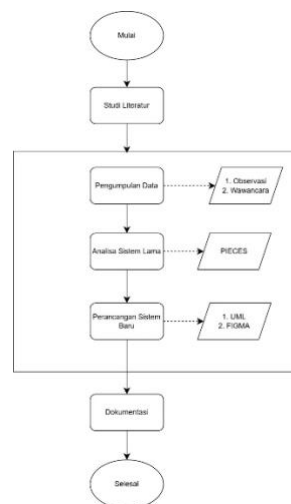 Mulai
Studi Literatur
Pengumpulan Data
1. Observasi
2. Wawancara
Analisa Sistem Lama
PIECES
Perancangan Sistem
Baru
1. UML
2. FIGMA
Dokumentasi
Selesai